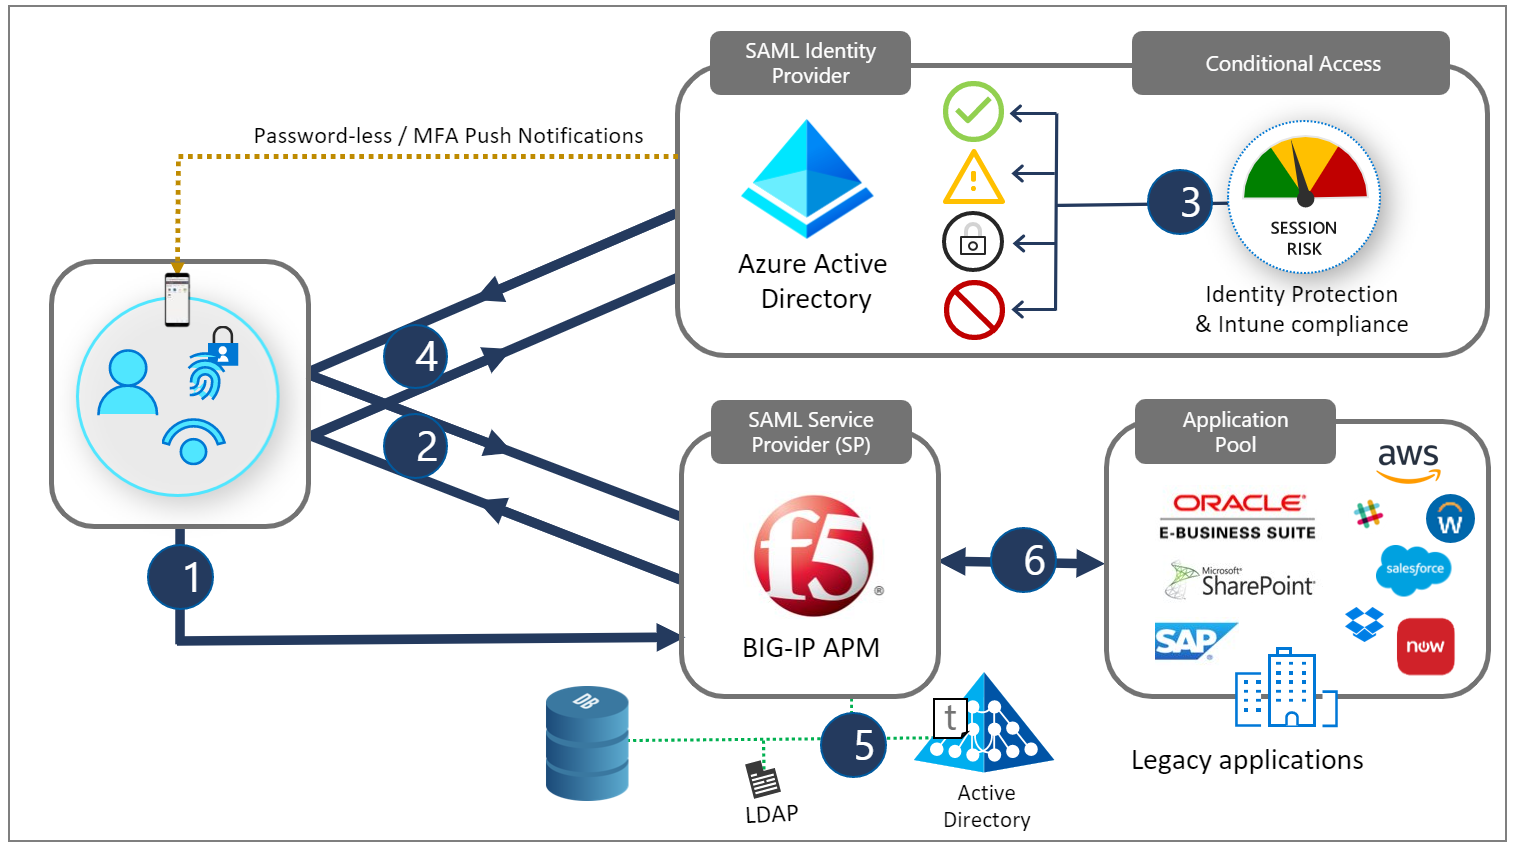 SAML Identity
Provider
Conditional Access
Password-less / MFA Push Notifications
3
SESSION
RISK
Azure Active
Directory
Identity Protection
& Intune compliance
4
2
1
SAML Service
Provider (SP)
f5
®
BIG-IP APM
6
Application
Pool
aws
ORACLE®
E-BUSINESS SUITE
W
Microsoft®
SharePoint®
salesforce
SAP®
now
Legacy applications
DB
5
t
LDAP
Active
Directory